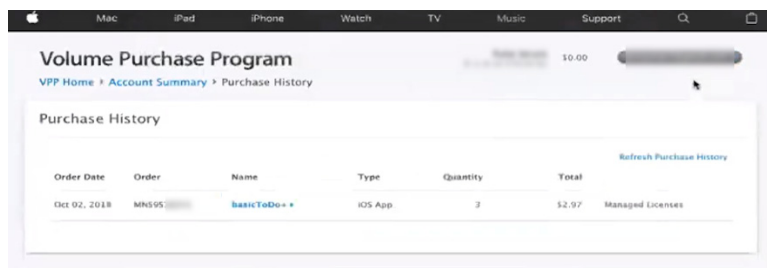 Mac iPad iPhone Watch TV Music Support
Volume Purchase Program
$0.00
VPP Home › Account Summary › Purchase History
Purchase History
Refresh Purchase History
Order Date Order Name Type Quantity Total
Oct 02, 2018 MNS95 basicToDo+ iOS App 3 $2.97 Managed Licenses